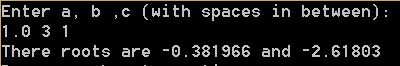 Enter a, b ,c (with spaces in between):
1.0 3 1
There roots are -0.381966 and -2.61803